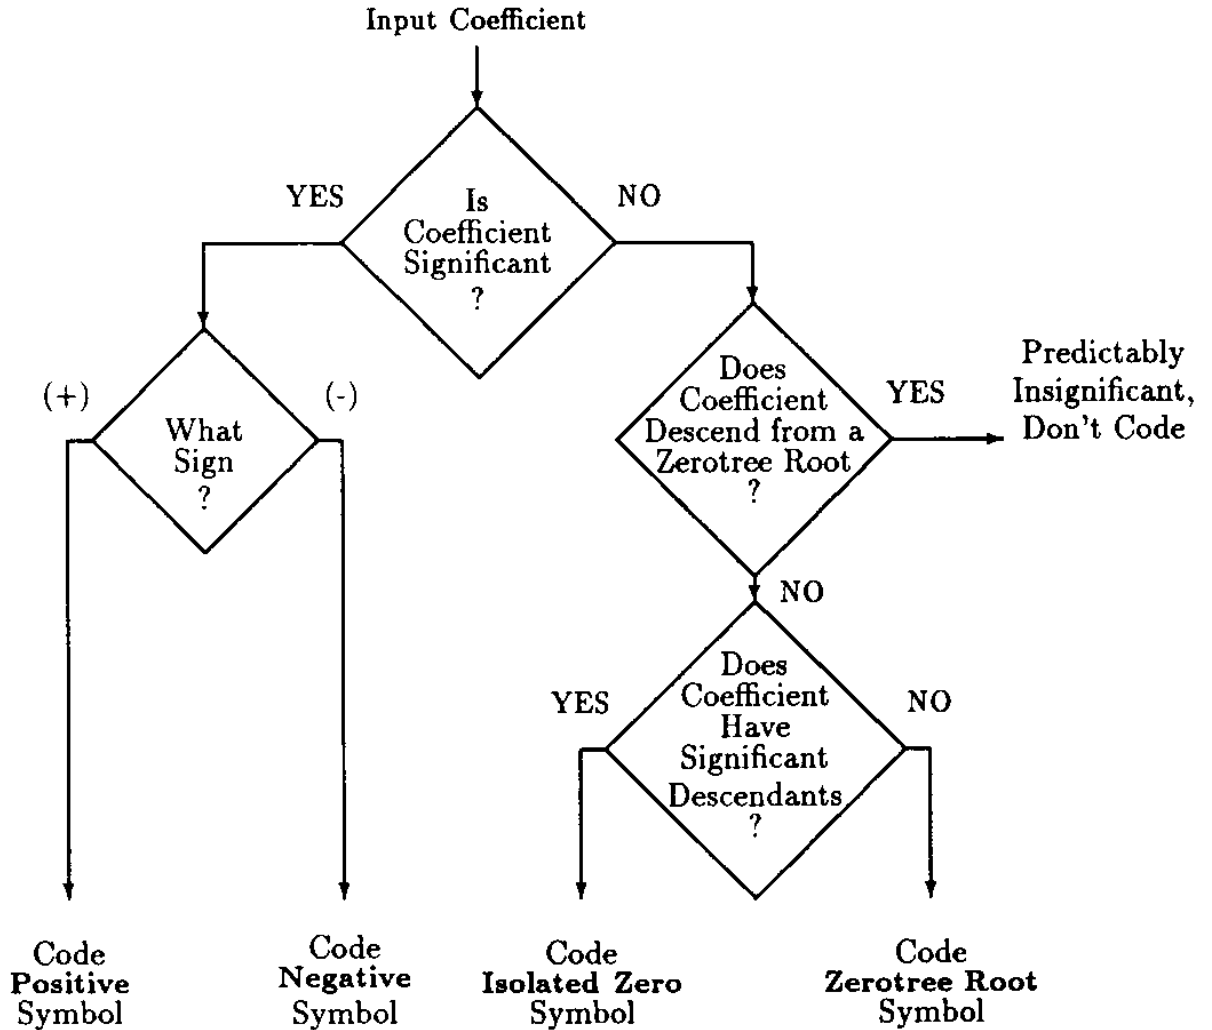 Input Coefficient
YES
NO
Is
Coefficient
Significant
?
(+)
(-)
What
Sign
?
Does
Coefficient
Descend from a
Zerotree Root
?
YES
Predictably
Insignificant,
Don't Code
NO
Does
Coefficient
Have
Significant
Descendants
?
YES
NO
Code
Positive
Symbol
Code
Negative
Symbol
Code
Isolated Zero
Symbol
Code
Zerotree Root
Symbol